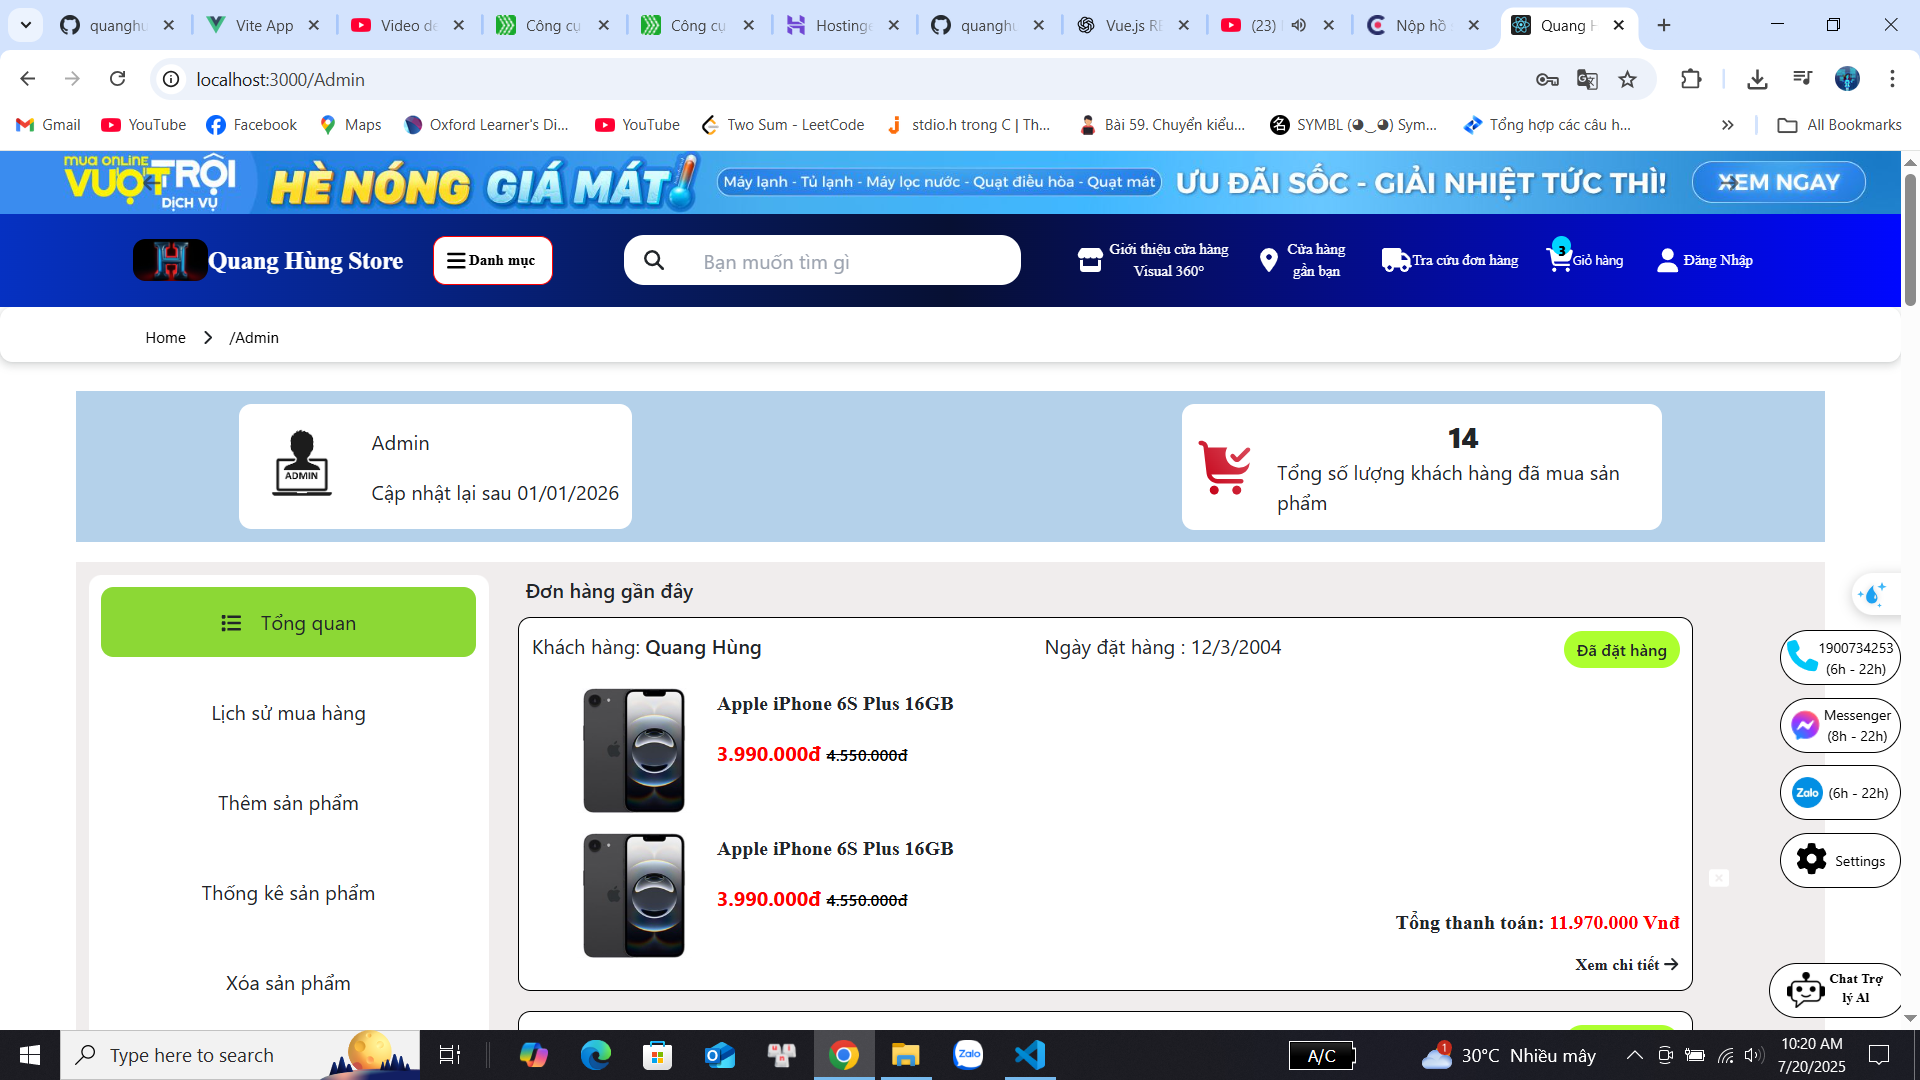 quanghu
Vite App
Video de
Công cụ
Công cụ
Hostinge
quanghu
Vue.js RE
(23)
Nộp hồ s
Quang H
localhost:3000/Admin
Gmail
YouTube
Facebook
Maps
Oxford Learner's Di...
YouTube
Two Sum - LeetCode
stdio.h trong C | Th...
Bài 59. Chuyển kiểu...
SYMBL (◕‿◕) Sym...
Tổng hợp các câu h...
All Bookmarks
mua online
VƯỢT TRỘI
DỊCH VỤ
HÈ NÓNG GIÁ MÁT
Máy lạnh - Tủ lạnh - Máy lọc nước - Quạt điều hòa - Quạt mát
ƯU ĐÃI SỐC - GIẢI NHIỆT TỨC THÌ!
XEM NGAY
Quang Hùng Store
Danh mục
Bạn muốn tìm gì
Giới thiệu cửa hàng
Visual 360°
Cửa hàng
gần bạn
Tra cứu đơn hàng
3
Giỏ hàng
Đăng Nhập
Home
/Admin
ADMIN
Admin
Cập nhật lại sau 01/01/2026
14
Tổng số lượng khách hàng đã mua sản
phẩm
Tổng quan
Lịch sử mua hàng
Thêm sản phẩm
Thống kê sản phẩm
Xóa sản phẩm
Đơn hàng gần đây
Khách hàng: Quang Hùng
Ngày đặt hàng : 12/3/2004
Đã đặt hàng
Apple iPhone 6S Plus 16GB
3.990.000đ 4.550.000đ
Apple iPhone 6S Plus 16GB
3.990.000đ 4.550.000đ
Tổng thanh toán: 11.970.000 Vnđ
Xem chi tiết
1900734253
(6h - 22h)
Messenger
(8h - 22h)
Zalo
(6h - 22h)
Settings
Chat Trợ
lý AI
Type here to search
Zalo
A/C
1
30°C Nhiều mây
10:20 AM
7/20/2025